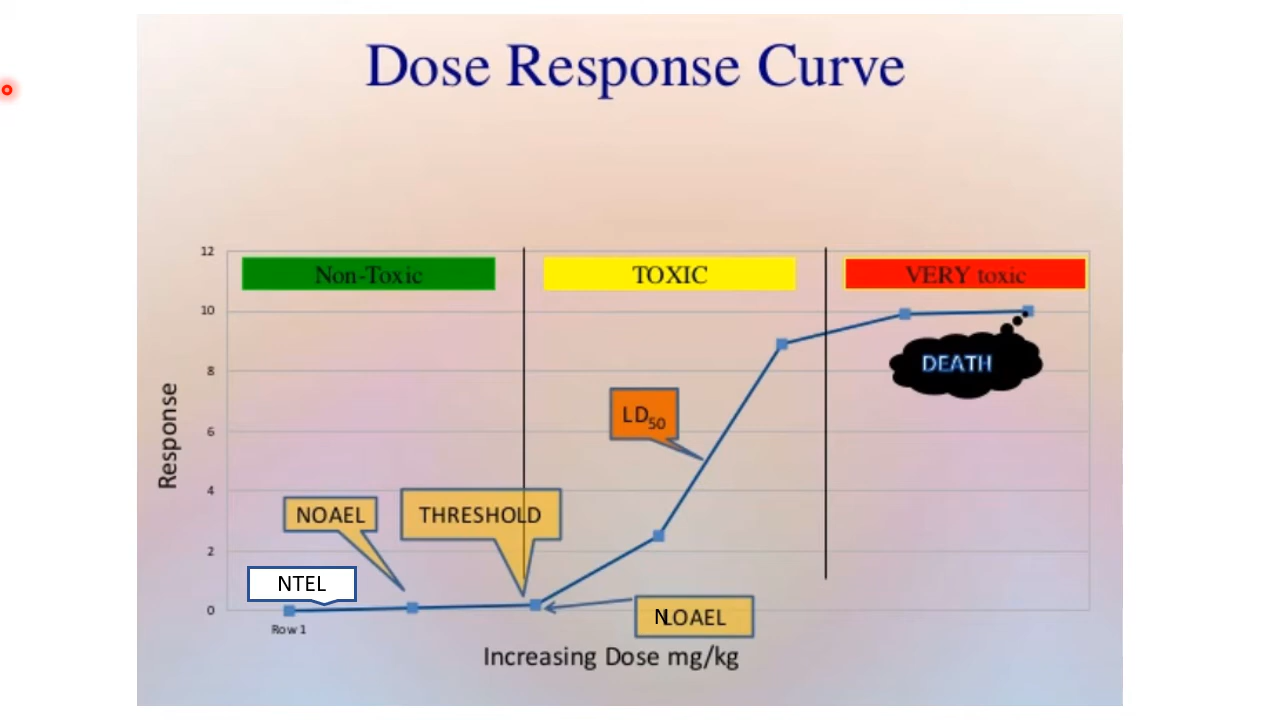 Dose Response Curve
12
Non-Toxic
TOXIC
VERY toxic
10
8
DEATH
LD50
6
Response
4
NOAEL
THRESHOLD
2
NTEL
0
NLOAEL
Row 1
Increasing Dose mg/kg